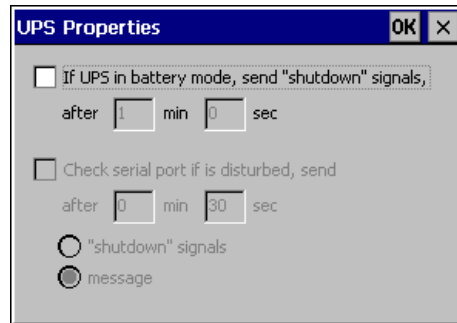 UPS Properties OK ×
If UPS in battery mode, send "shutdown" signals,
after 1 min 0 sec
Check serial port if is disturbed, send
after 0 min 30 sec
"shutdown" signals
message